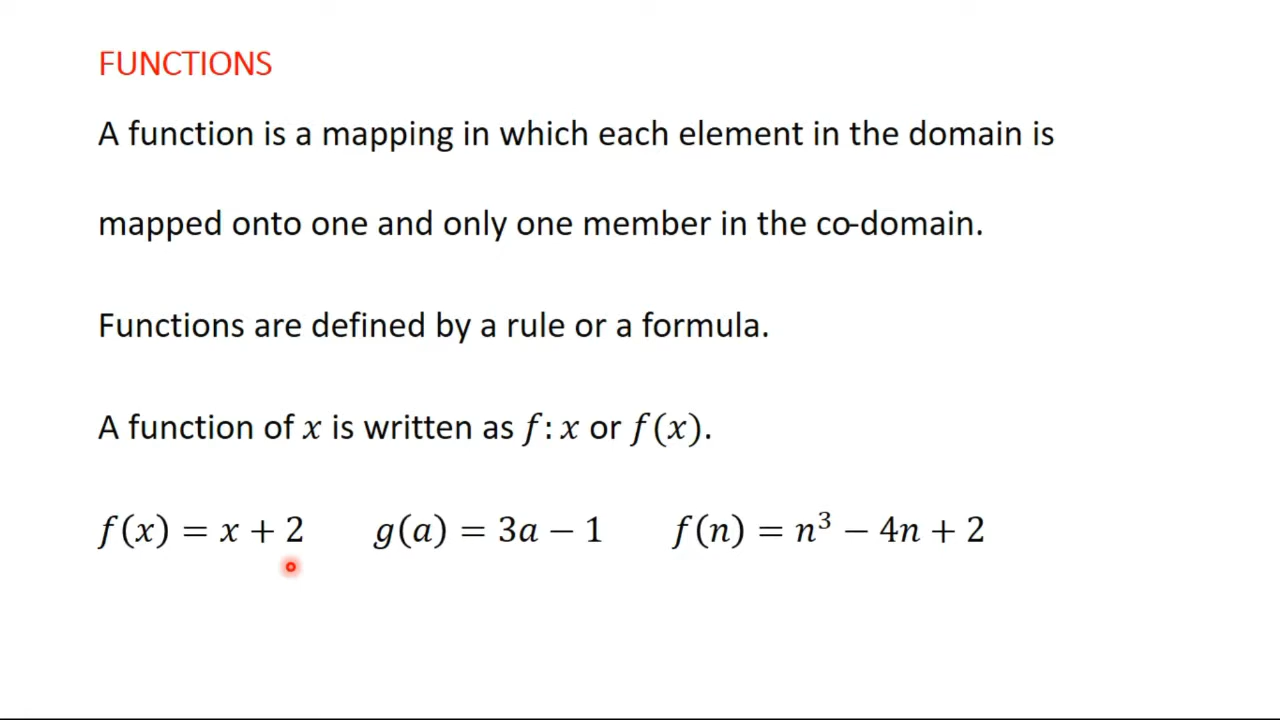 FUNCTIONS
A function is a mapping in which each element in the domain is
mapped onto one and only one member in the co-domain.
Functions are defined by a rule or a formula.
A function of 𝑥 is written as 𝑓: 𝑥 or 𝑓(𝑥).
𝑓(𝑥) = 𝑥 + 2 𝑔(𝑎) = 3𝑎 − 1 𝑓(𝑛) = 𝑛³ − 4𝑛 + 2